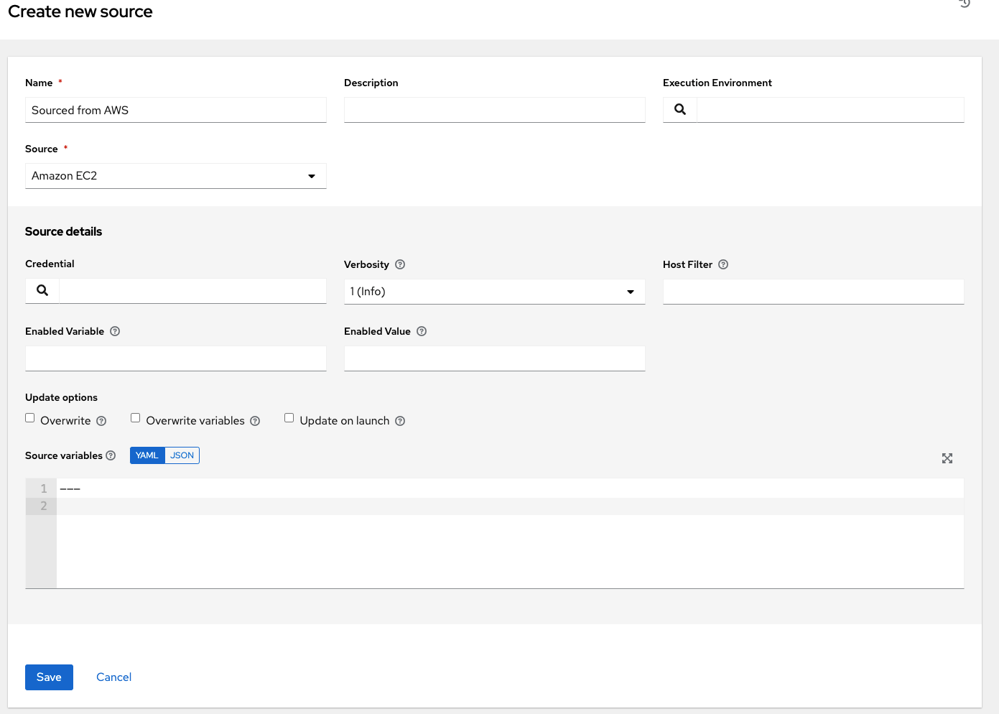 Create new source
Name *
Description
Execution Environment
Sourced from AWS
Source *
Amazon EC2
Source details
Credential
Verbosity
Host Filter
1 (Info)
Enabled Variable
Enabled Value
Update options
Overwrite
Overwrite variables
Update on launch
Source variables
YAML
JSON
1 ---
2
Save
Cancel